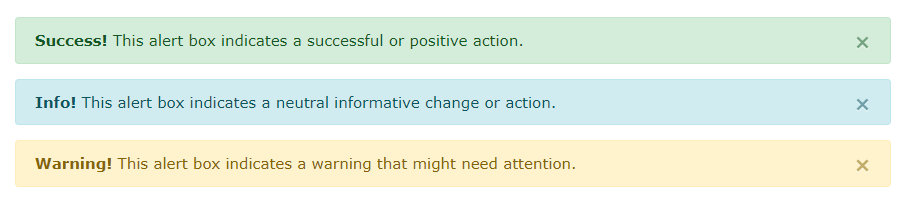 Success! This alert box indicates a successful or positive action. ×
Info! This alert box indicates a neutral informative change or action. ×
Warning! This alert box indicates a warning that might need attention. ×